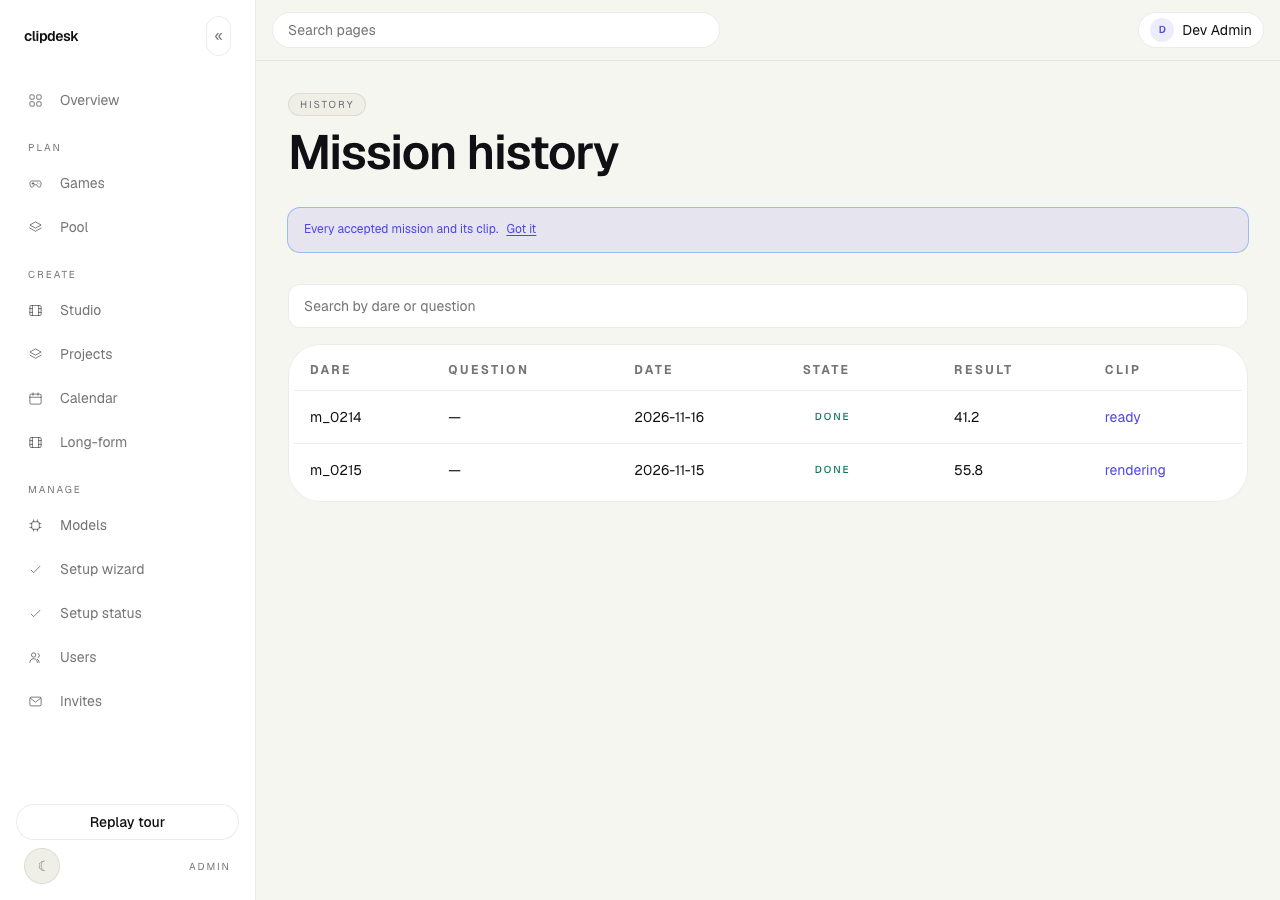 clipdesk
«
Search pages
D
Dev Admin
Overview
PLAN
Games
Pool
CREATE
Studio
Projects
Calendar
Long-form
MANAGE
Models
Setup wizard
Setup status
Users
Invites
Replay tour
ADMIN
HISTORY
Mission history
Every accepted mission and its clip. Got it
Search by dare or question
DARE QUESTION DATE STATE RESULT CLIP
m_0214 — 2026-11-16 DONE 41.2 ready
m_0215 — 2026-11-15 DONE 55.8 rendering